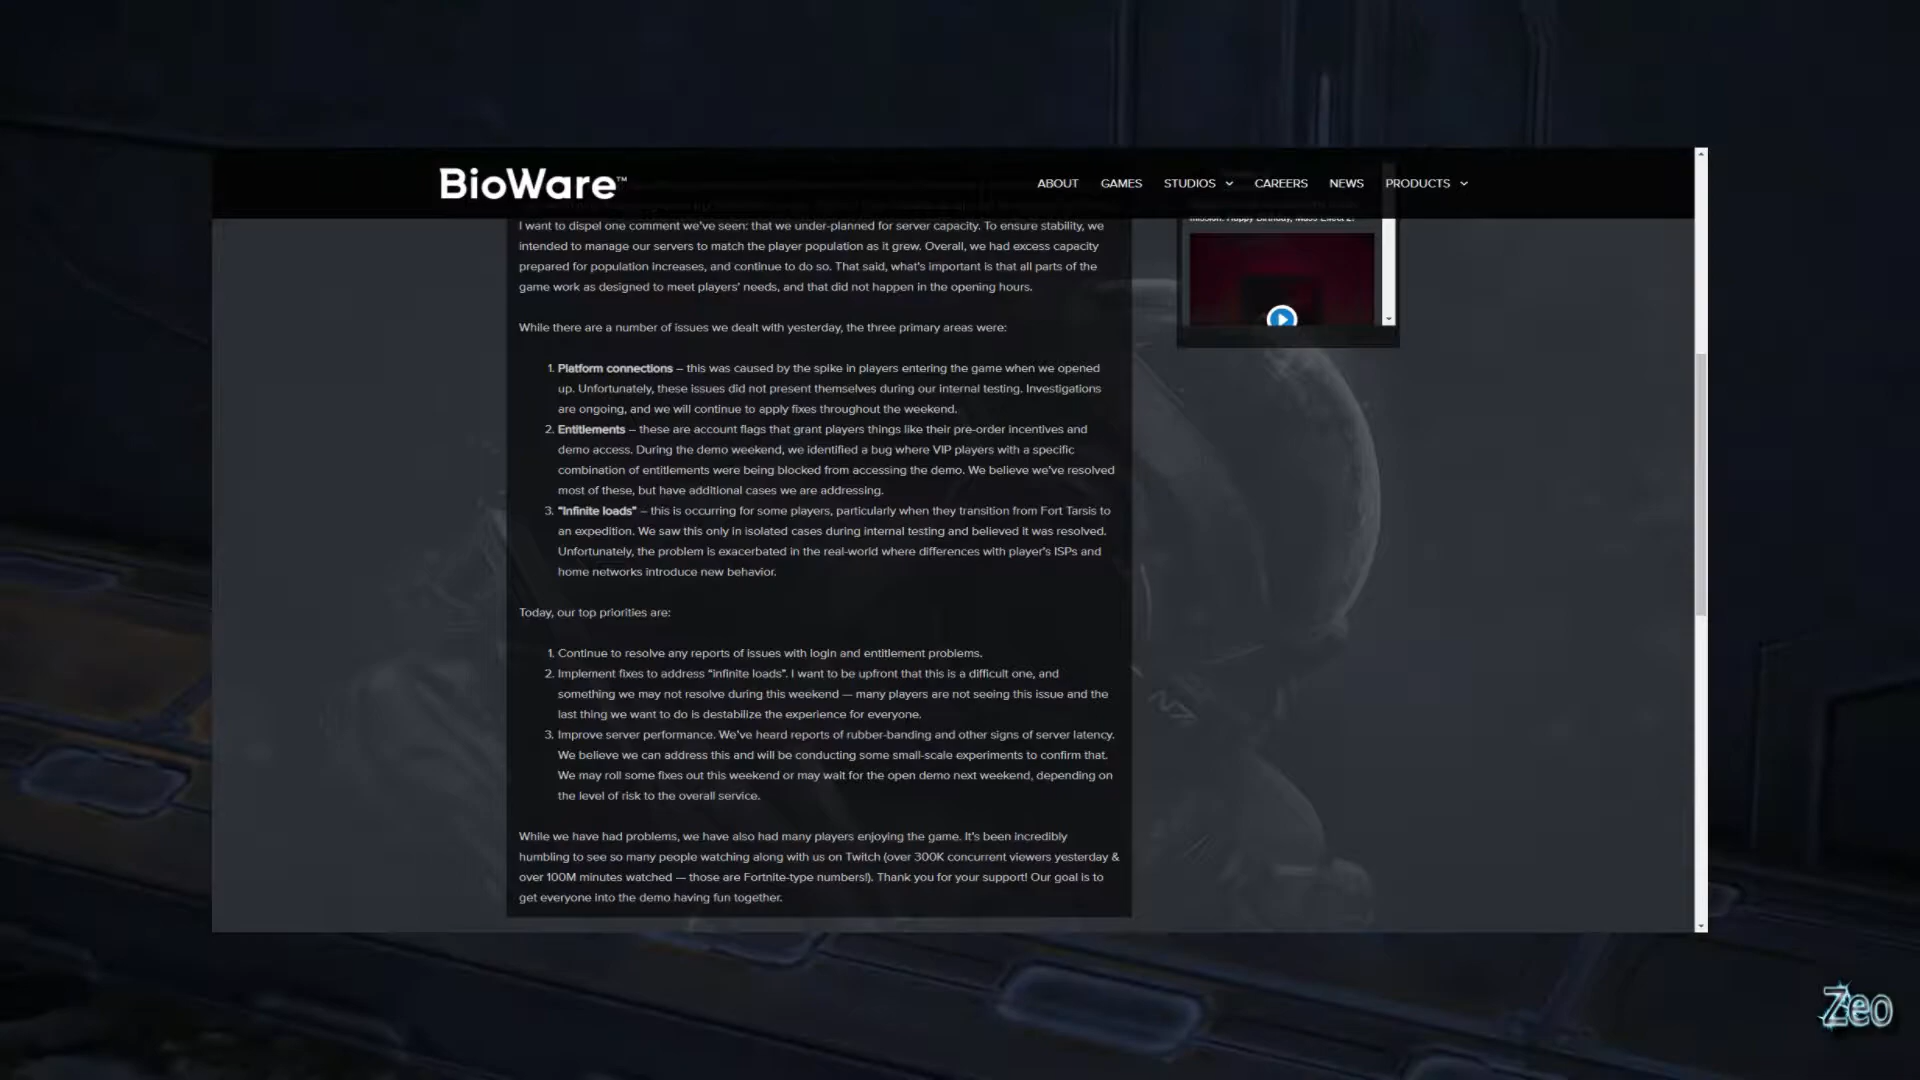 BioWare™
ABOUT GAMES STUDIOS CAREERS NEWS PRODUCTS
mission. Happy Birthday, Mass Effect 2!
I want to dispel one comment we've seen: that we under-planned for server capacity. To ensure stability, we
intended to manage our servers to match the player population as it grew. Overall, we had excess capacity
prepared for population increases, and continue to do so. That said, what's important is that all parts of the
game work as designed to meet players' needs, and that did not happen in the opening hours.
While there are a number of issues we dealt with yesterday, the three primary areas were:
1. Platform connections – this was caused by the spike in players entering the game when we opened
up. Unfortunately, these issues did not present themselves during our internal testing. Investigations
are ongoing, and we will continue to apply fixes throughout the weekend.
2. Entitlements – these are account flags that grant players things like their pre-order incentives and
demo access. During the demo weekend, we identified a bug where VIP players with a specific
combination of entitlements were being blocked from accessing the demo. We believe we've resolved
most of these, but have additional cases we are addressing.
3. "Infinite loads" – this is occurring for some players, particularly when they transition from Fort Tarsis to
an expedition. We saw this only in isolated cases during internal testing and believed it was resolved.
Unfortunately, the problem is exacerbated in the real-world where differences with player's ISPs and
home networks introduce new behavior.
Today, our top priorities are:
1. Continue to resolve any reports of issues with login and entitlement problems.
2. Implement fixes to address "infinite loads". I want to be upfront that this is a difficult one, and
something we may not resolve during this weekend — many players are not seeing this issue and the
last thing we want to do is destabilize the experience for everyone.
N7
3. Improve server performance. We've heard reports of rubber-banding and other signs of server latency.
We believe we can address this and will be conducting some small-scale experiments to confirm that.
We may roll some fixes out this weekend or may wait for the open demo next weekend, depending on
the level of risk to the overall service.
While we have had problems, we have also had many players enjoying the game. It's been incredibly
humbling to see so many people watching along with us on Twitch (over 300K concurrent viewers yesterday &
over 100M minutes watched — those are Fortnite-type numbers!). Thank you for your support! Our goal is to
get everyone into the demo having fun together.
Zeo